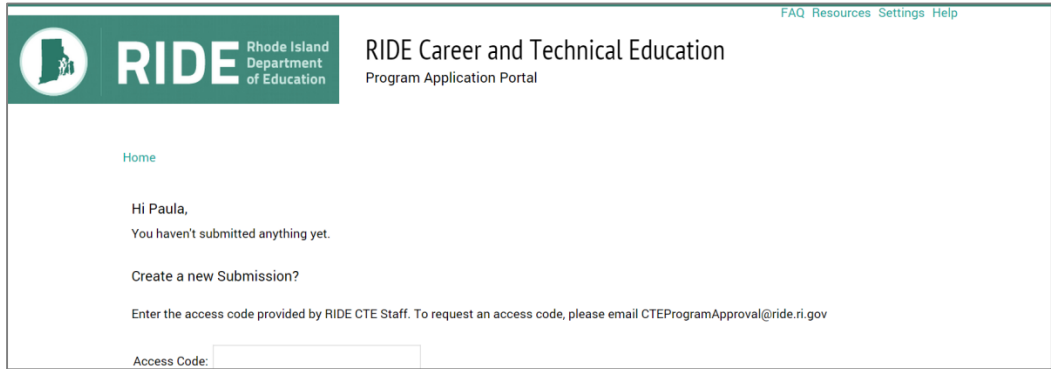 FAQ Resources Settings Help
RIDE
Rhode Island
Department
of Education
RIDE Career and Technical Education
Program Application Portal
Home
Hi Paula,
You haven't submitted anything yet.
Create a new Submission?
Enter the access code provided by RIDE CTE Staff. To request an access code, please email CTEProgramApproval@ride.ri.gov
Access Code: